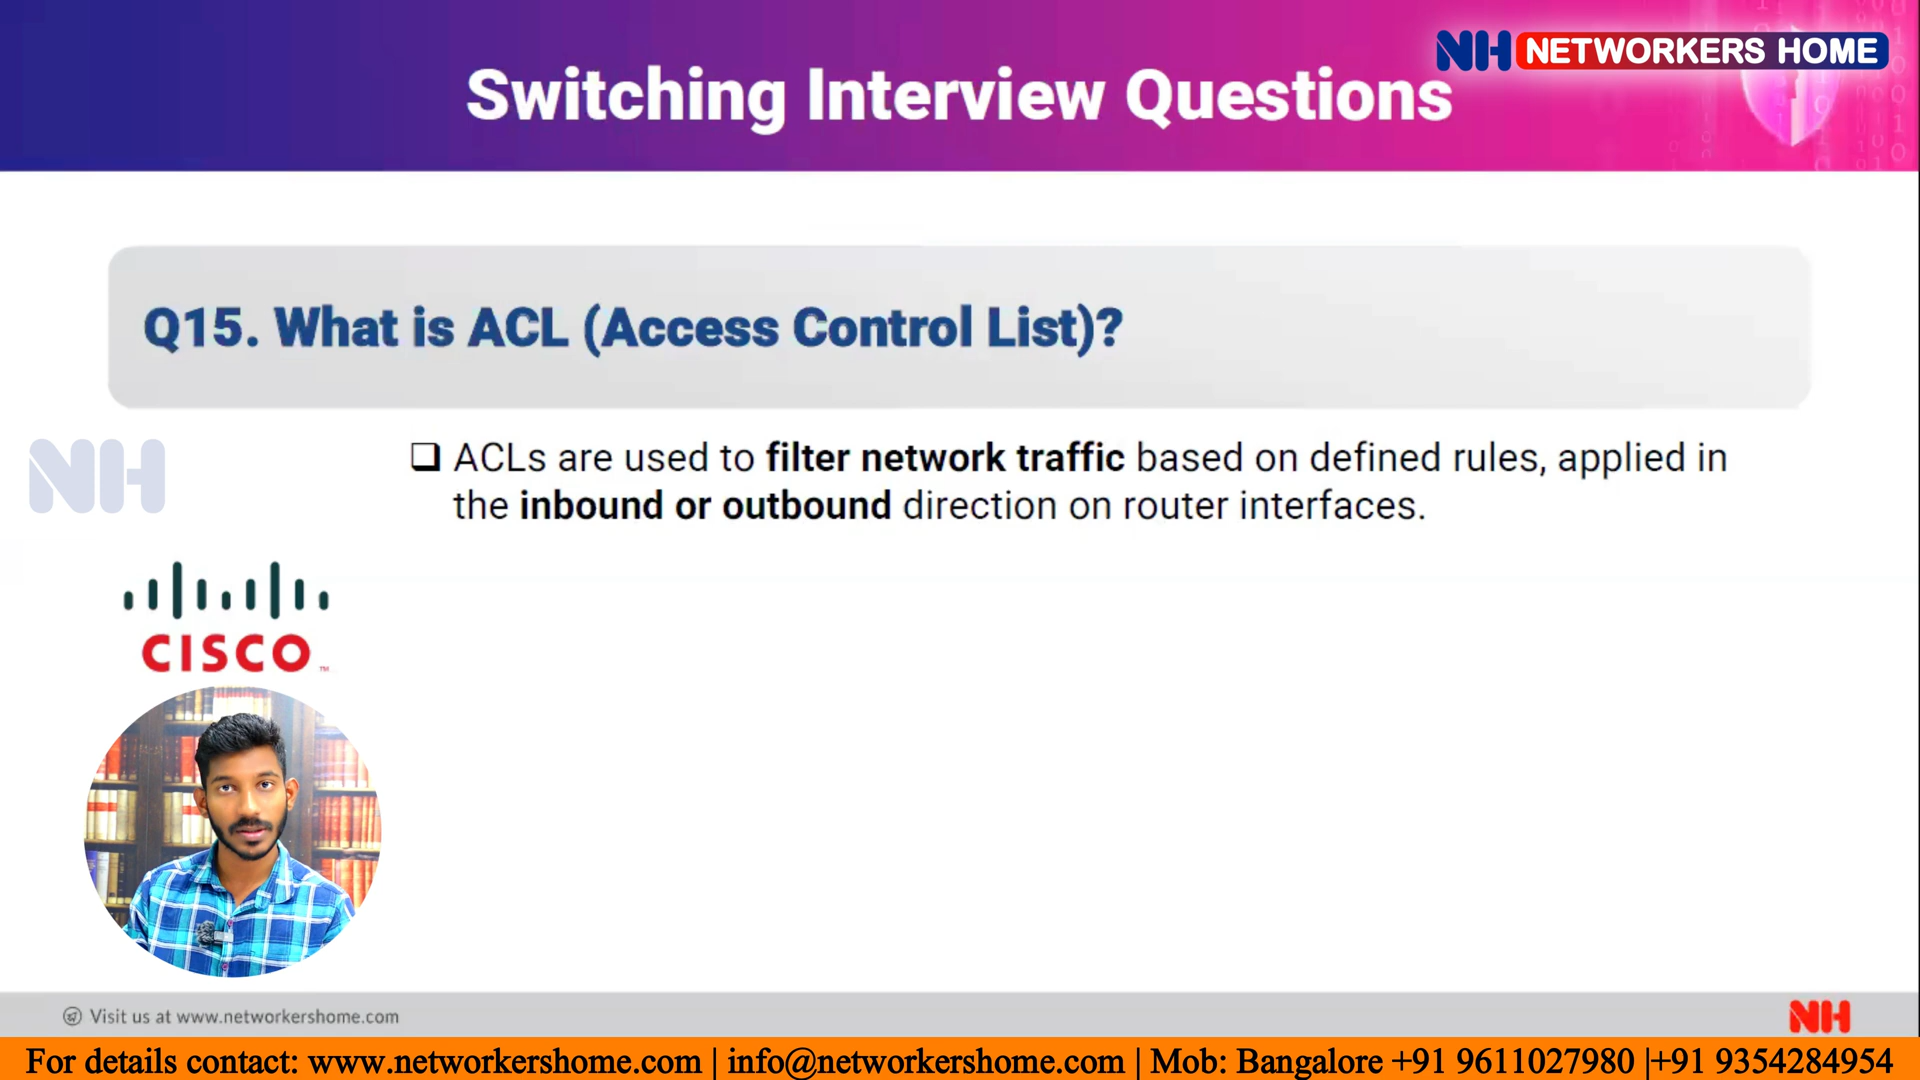 NH NETWORKERS HOME
Switching Interview Questions
Q15. What is ACL (Access Control List)?
NH
❑ ACLs are used to filter network traffic based on defined rules, applied in
the inbound or outbound direction on router interfaces.
CISCO ™
Visit us at www.networkershome.com
NH
For details contact: www.networkershome.com | info@networkershome.com | Mob: Bangalore +91 9611027980 |+91 9354284954